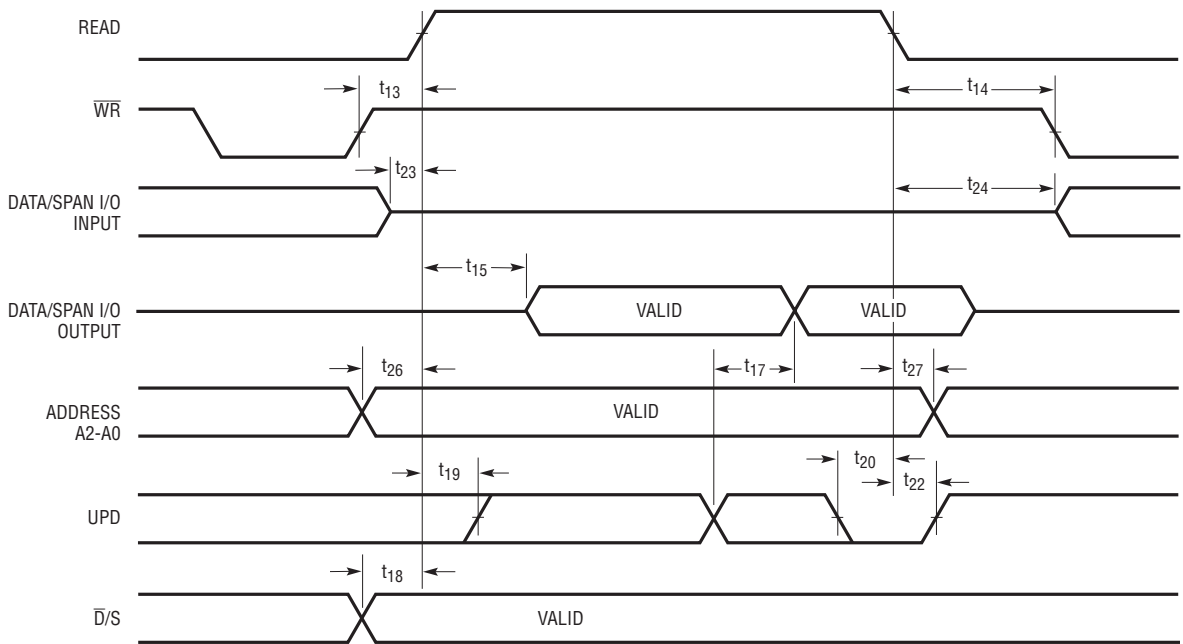 READ
t13
t14
W̅R̅
t23
t24
DATA/SPAN I/O
INPUT
t15
DATA/SPAN I/O
OUTPUT
VALID
VALID
t26
t17
t27
ADDRESS
A2-A0
VALID
t19
t20
t22
UPD
t18
D̅/S
VALID